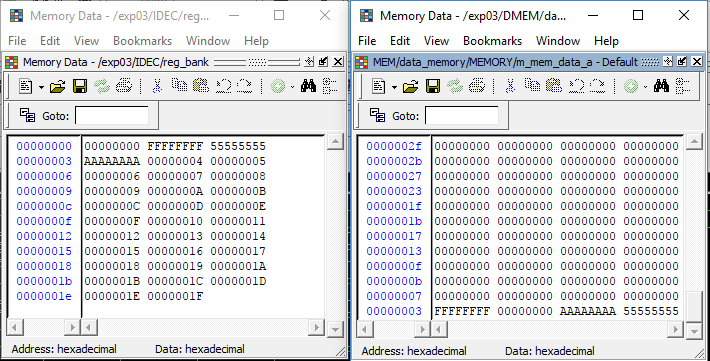 Memory Data - /exp03/IDEC/reg...
File Edit View Bookmarks Window
Memory Data - /exp03/IDEC/reg_bank
Goto:
00000000 00000000 FFFFFFFF 55555555
00000003 AAAAAAAA 00000004 00000005
00000006 00000006 00000007 00000008
00000009 00000009 0000000A 0000000B
0000000c 0000000C 0000000D 0000000E
0000000f 0000000F 00000010 00000011
00000012 00000012 00000013 00000014
00000015 00000015 00000016 00000017
00000018 00000018 00000019 0000001A
0000001b 0000001B 0000001C 0000001D
0000001e 0000001E 0000001F
Address: hexadecimal Data: hexadecimal
Memory Data - /exp03/DMEM/da...
File Edit View Bookmarks Window
MEM/data_memory/MEMORY/m_mem_data_a - Default
Goto:
0000002f 00000000 00000000 00000000 00000000
0000002b 00000000 00000000 00000000 00000000
00000027 00000000 00000000 00000000 00000000
00000023 00000000 00000000 00000000 00000000
0000001f 00000000 00000000 00000000 00000000
0000001b 00000000 00000000 00000000 00000000
00000017 00000000 00000000 00000000 00000000
00000013 00000000 00000000 00000000 00000000
0000000f 00000000 00000000 00000000 00000000
0000000b 00000000 00000000 00000000 00000000
00000007 00000000 00000000 00000000 00000000
00000003 FFFFFFFF 00000000 AAAAAAAA 55555555
Address: hexadecimal Data: hexadecimal